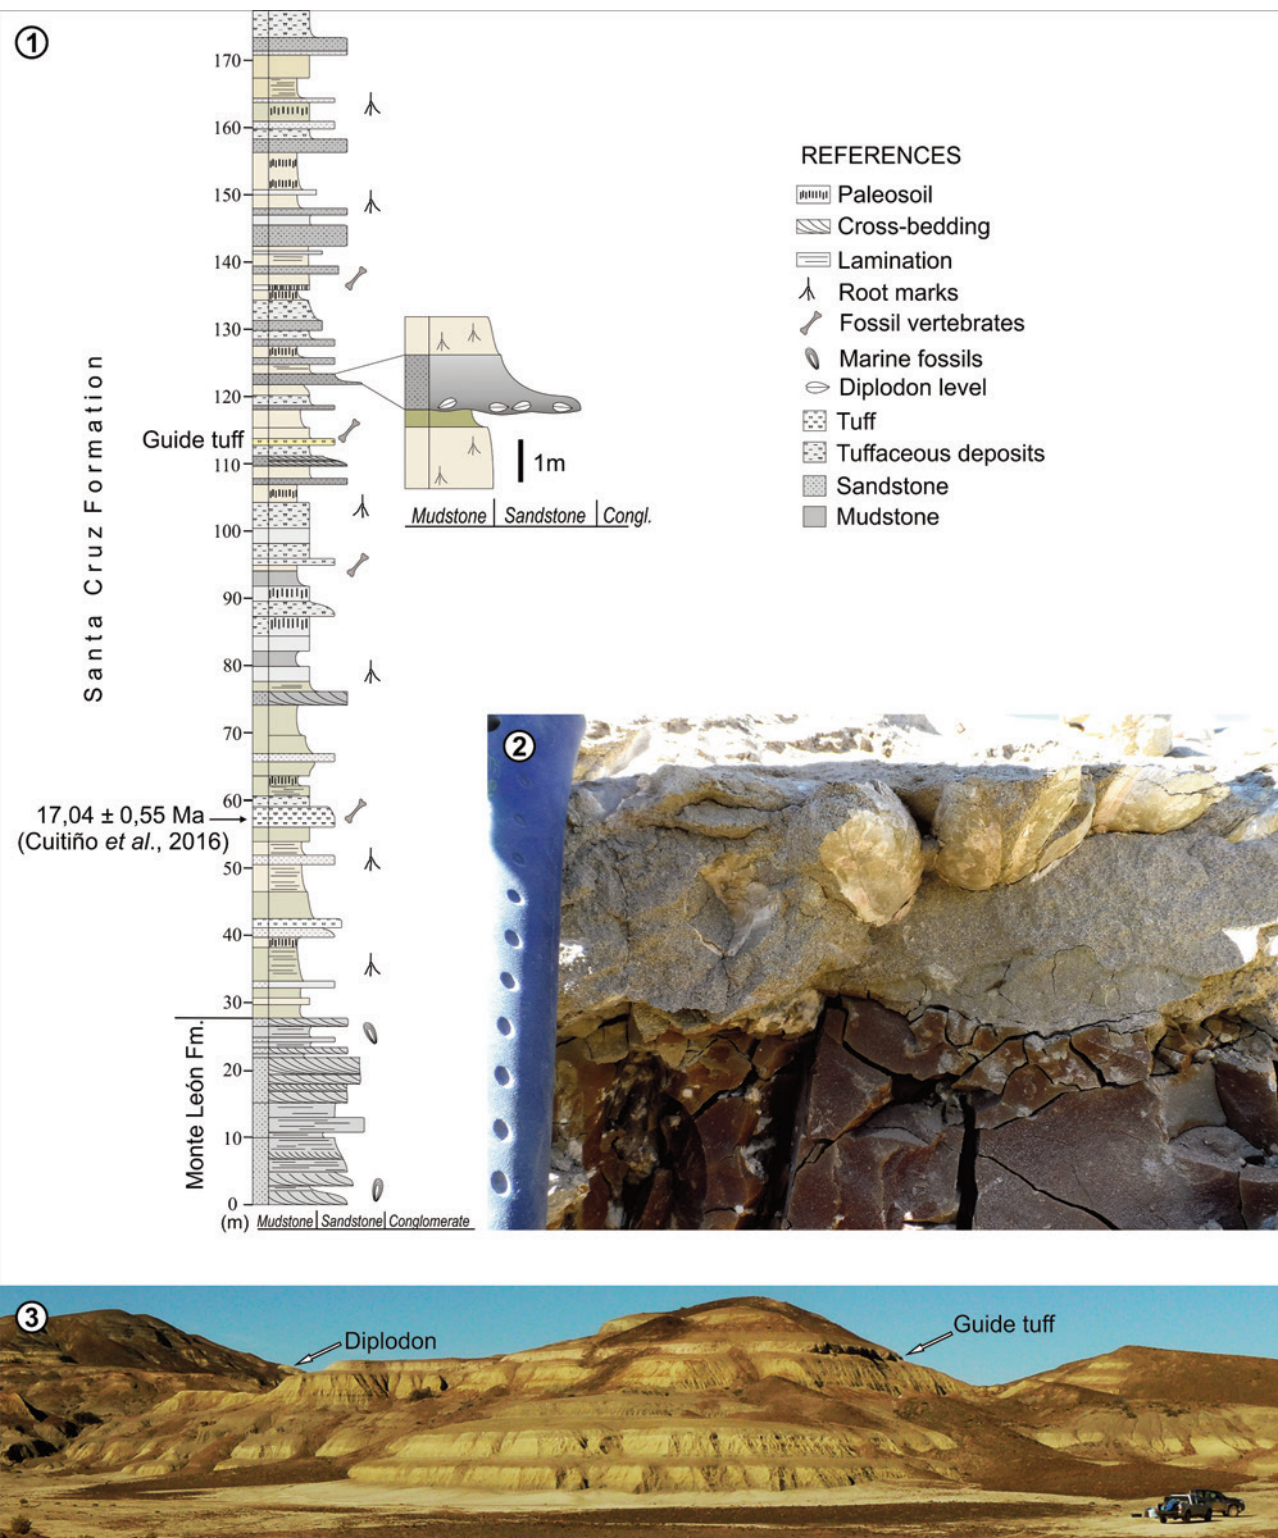 1
170
160
150
140
130
120
Guide tuff
110
100
90
80
70
60
17,04 ± 0,55 Ma
(Cuitiño et al., 2016)
50
40
30
20
10
0
(m)
Mudstone Sandstone Conglomerate
Santa Cruz Formation
Monte León Fm.
1m
Mudstone Sandstone Congl.
REFERENCES
Paleosoil
Cross-bedding
Lamination
Root marks
Fossil vertebrates
Marine fossils
Diplodon level
Tuff
Tuffaceous deposits
Sandstone
Mudstone
2
3
Diplodon
Guide tuff